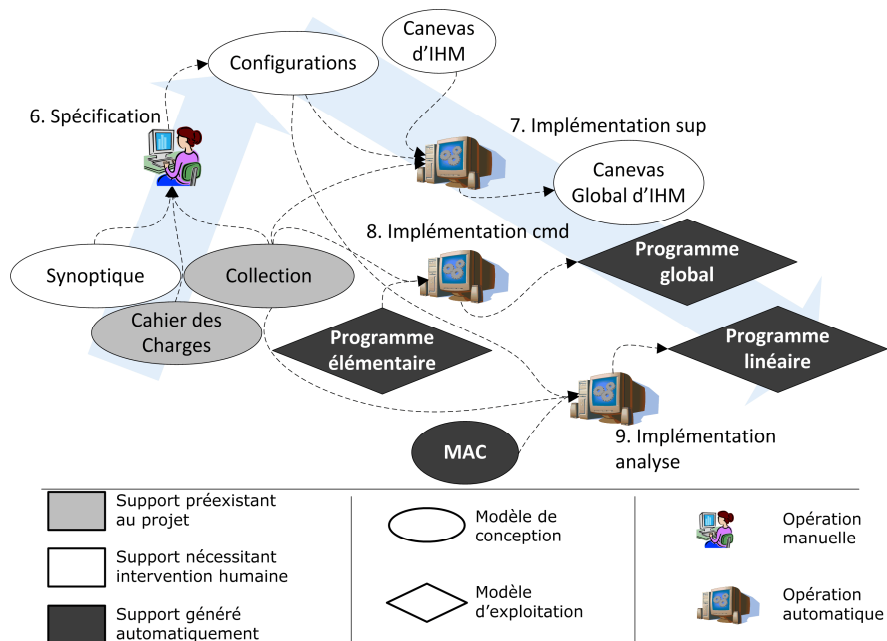 Canevas
d'IHM
Configurations
6. Spécification
7. Implémentation sup
Canevas
Global d'IHM
8. Implémentation cmd
Programme
global
Synoptique
Collection
Cahier des
Charges
Programme
élémentaire
Programme
linéaire
MAC
9. Implémentation
analyse
Support préexistant
au projet
Support nécessitant
intervention humaine
Support généré
automatiquement
Modèle de
conception
Modèle
d'exploitation
Opération
manuelle
Opération
automatique